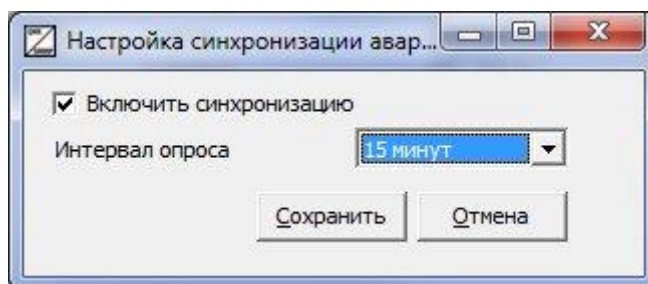 Настройка синхронизации авар...
Включить синхронизацию
Интервал опроса 15 минут
Сохранить Отмена